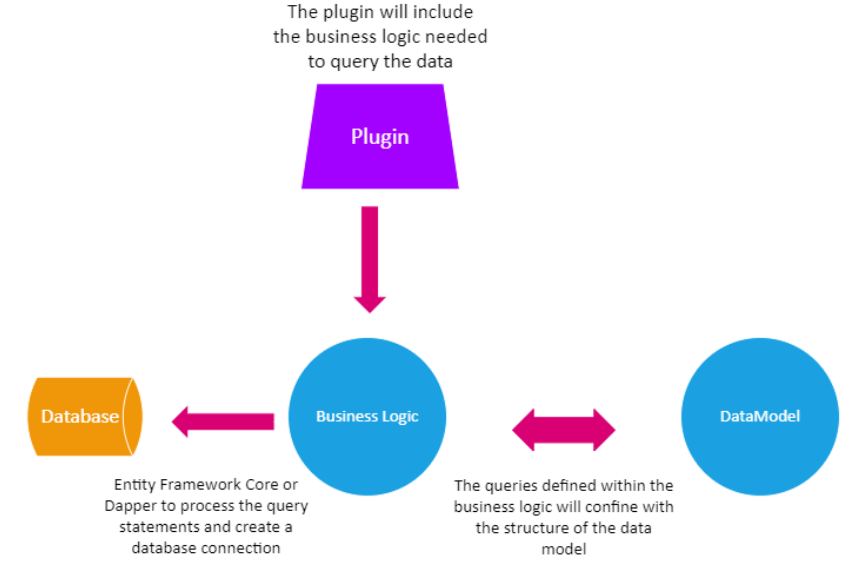 The plugin will include
the business logic needed
to query the data
Plugin
Database
Business Logic
DataModel
Entity Framework Core or
Dapper to process the query
statements and create a
database connection
The queries defined within the
business logic will confine with
the structure of the data
model